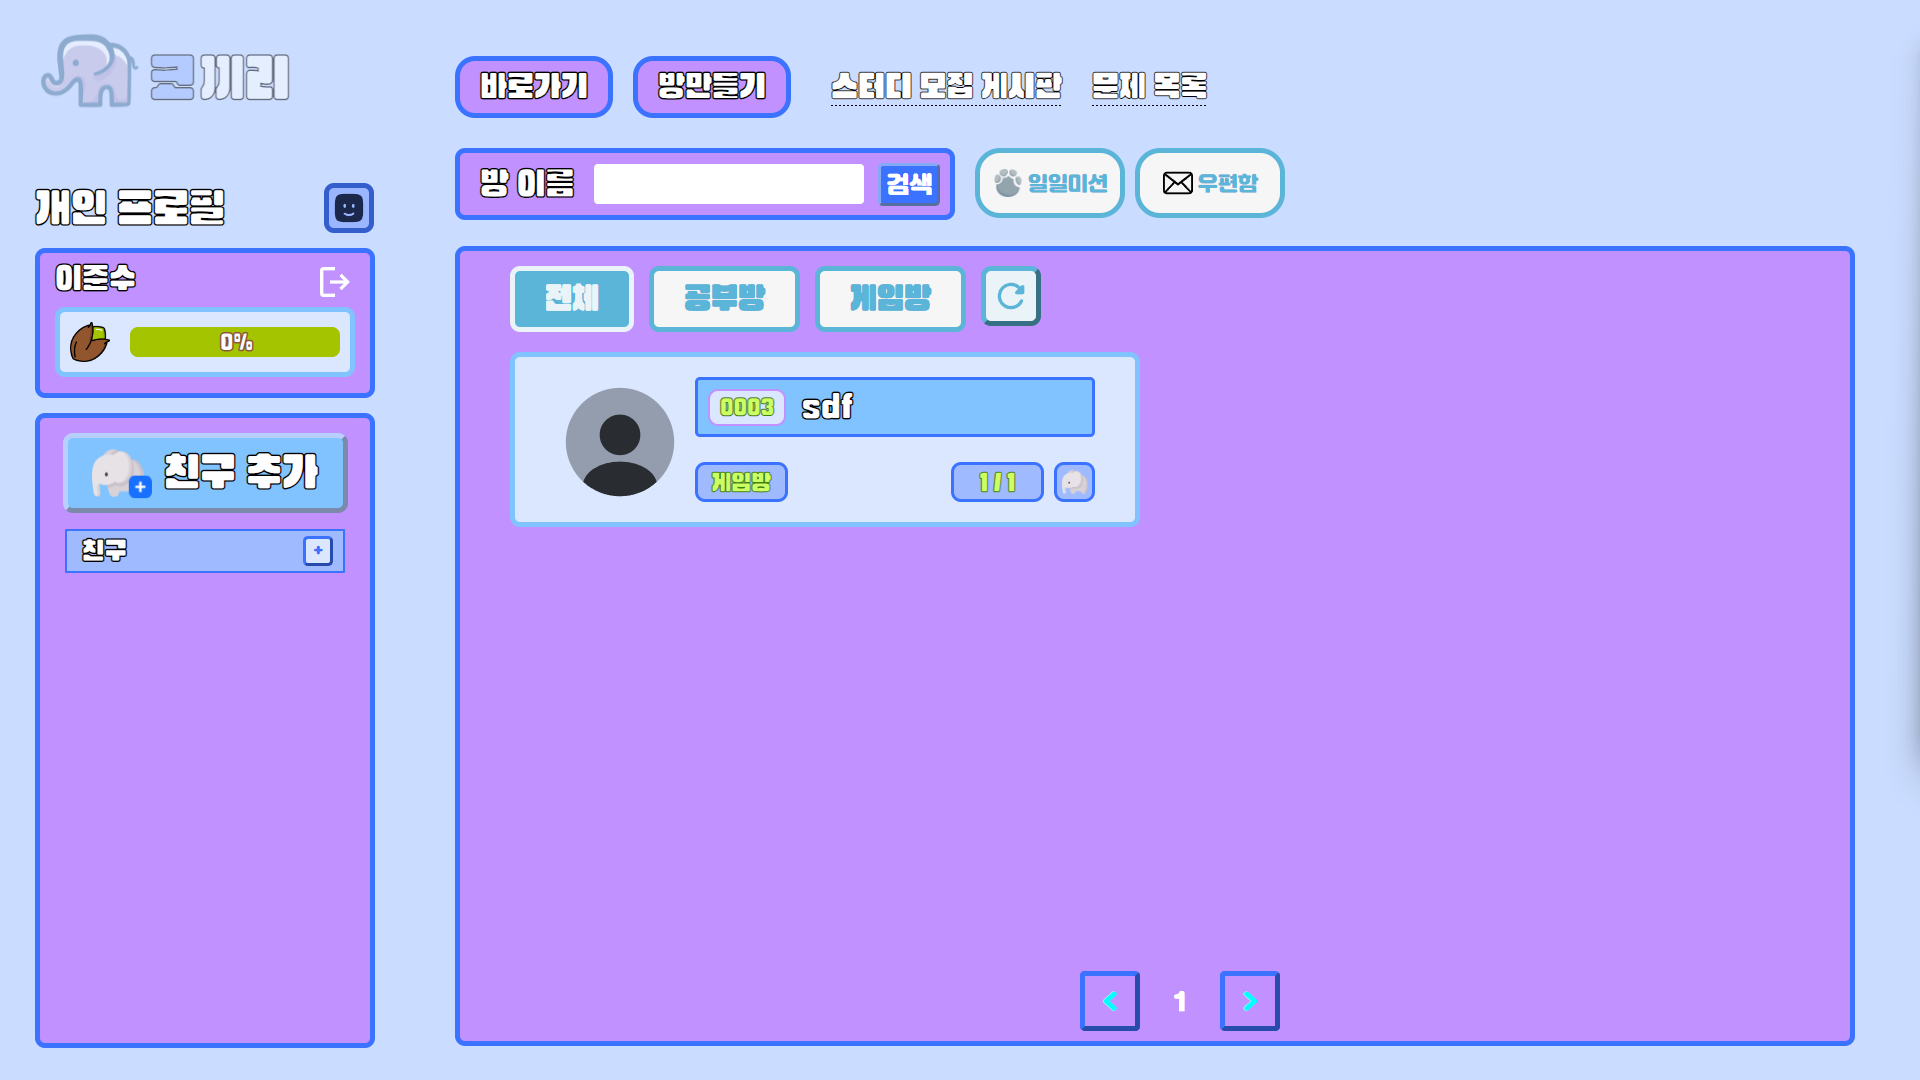 코끼리
바로가기 방만들기 스터디 모집 게시판 문제 목록
방 이름 검색 일일미션 우편함
개인 프로필
이준수
0%
친구 추가
친구 +
전체 공부방 게임방
0003 sdf
게임방 1 / 1
< 1 >